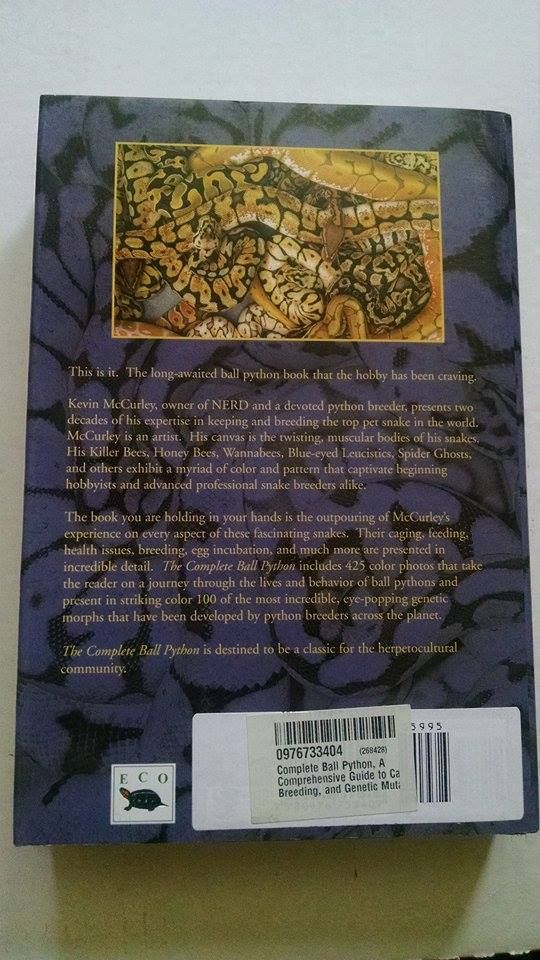 This is it. The long-awaited ball python book that the hobby has been craving.
Kevin McCurley, owner of NERD and a devoted python breeder, presents two
decades of his expertise in keeping and breeding the top pet snake in the world.
McCurley is an artist. His canvas is the twisting, muscular bodies of his snakes.
His Killer Bees, Honey Bees, Wannabees, Blue-eyed Leucistics, Spider Ghosts,
and others exhibit a myriad of color and pattern that captivate beginning
hobbyists and advanced professional snake breeders alike.
The book you are holding in your hands is the outpouring of McCurley's
experience on every aspect of these fascinating snakes. Their caging, feeding,
health issues, breeding, egg incubation, and much more are presented in
incredible detail. The Complete Ball Python includes 425 color photos that take
the reader on a journey through the lives and behavior of ball pythons and
present in striking color 100 of the most incredible, eye-popping genetic
morphs that have been developed by python breeders across the planet.
The Complete Ball Python is destined to be a classic for the herpetocultural
community.
ECO
5995
0976733404 (268428)
Complete Ball Python, A
Comprehensive Guide to Ca
Breeding, and Genetic Muta